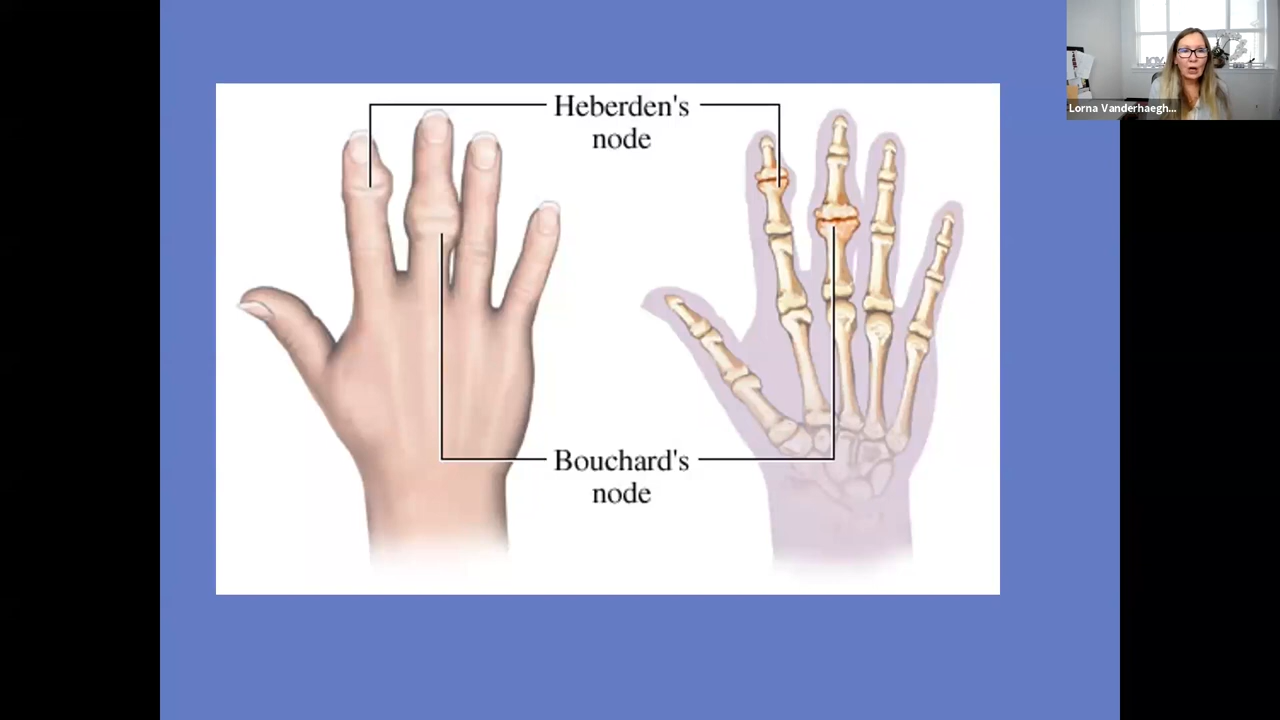 Heberden's
node
Bouchard's
node
Lorna Vanderhaegh...